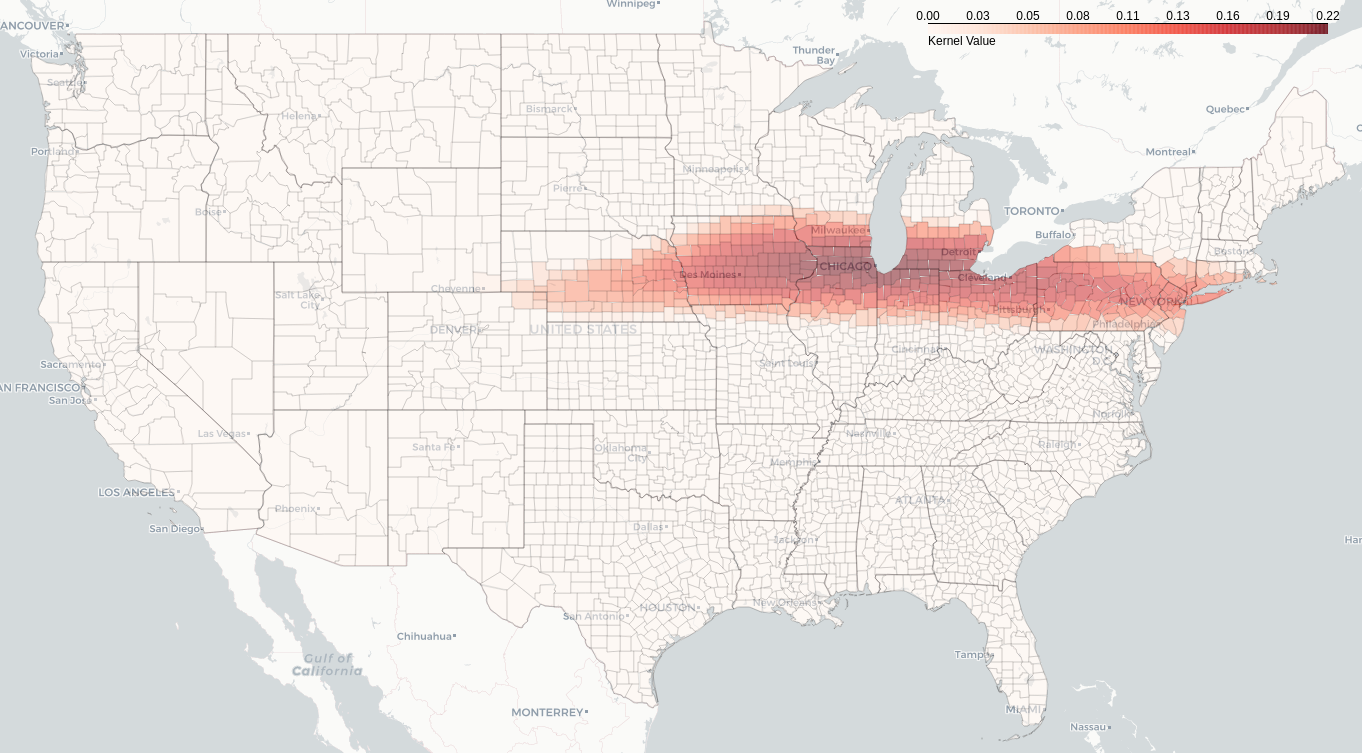 0.00 0.03 0.05 0.08 0.11 0.13 0.16 0.19 0.22
Kernel Value
Winnipeg
ANCOUVER
Victoria
Seattle
Thunder
Bay
Quebec
Montreal
Helena
Bismarck
Portland
Minneapolis
Pierre
Boise
TORONTO
Buffalo
Milwaukee
Detroit
Boston
CHICAGO
Des Moines
Cleveland
Cheyenne
Salt Lake
City
NEW YORK
Pittsburgh
Philadelphia
DENVER
UNITED STATES
Cincinnati
WASHINGTON
Saint Louis
Sacramento
AN FRANCISCO
San Jose
Norfolk
Las Vegas
Nashville
Raleigh
Santa Fe
Oklahoma
City
Memphis
LOS ANGELES
ATLANTA
Phoenix
San Diego
Dallas
Jackson
Har
New Orleans
HOUSTON
San Antonio
Chihuahua
Gulf of
California
Tampa
MIAMI
MONTERREY
Nassau